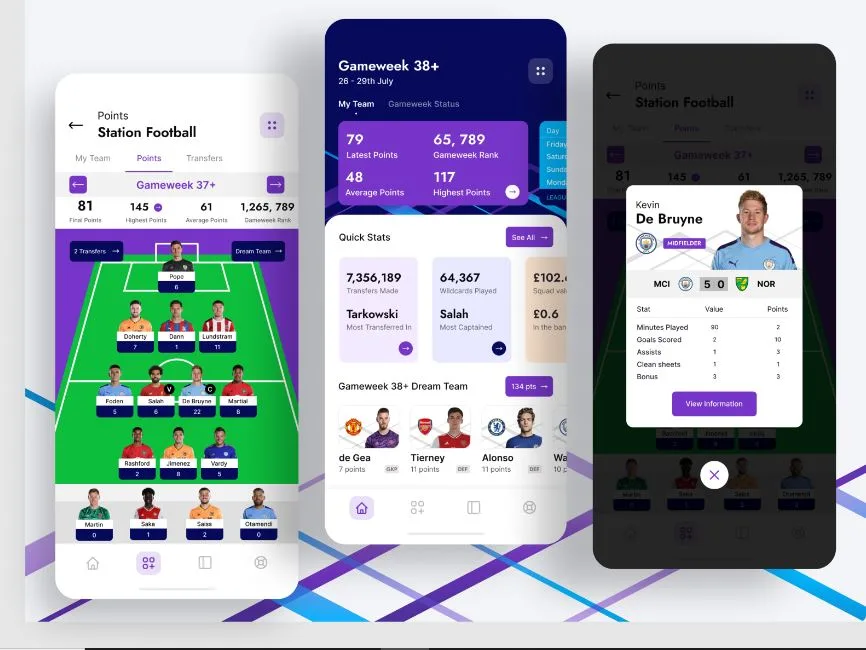 Points
Station Football
My Team Points Transfers
Gameweek 37+
81 145 61 1,265, 789
Final Points Highest Points Average Points Gameweek Rank
2 Transfers Dream Team
Pope
6
Doherty Dann Lundstram
7 1 11
V C
Foden Salah De Bruyne Martial
5 6 22 8
Rashford Jimenez Vardy
2 8 5
Martin Saka Saiss Otamendi
0 1 2 0
Gameweek 38+
26 - 29th July
My Team Gameweek Status
79 65, 789
Latest Points Gameweek Rank
48 117
Average Points Highest Points
Day
Friday
LEAGU
Quick Stats See All
7,356,189 64,367 £102.
Transfers Made Wildcards Played Squad val
Tarkowski Salah £0.6
Most Transferred In Most Captained In the ban
Gameweek 38+ Dream Team 134 pts
de Gea Tierney Alonso Wa
7 points GKP 11 points DEF 11 points DEF 10 p
Points
Station Football
My Team Points Transfers
Gameweek 37+
81 145 61 1,265, 789
Kevin
De Bruyne
MIDFIELDER
MCI 5 0 NOR
Stat Value Points
Minutes Played 90 2
Goals Scored 2 10
Assists 1 3
Clean sheets 1 1
Bonus 3 3
View Information
Martin Saka Saiss Otamendi